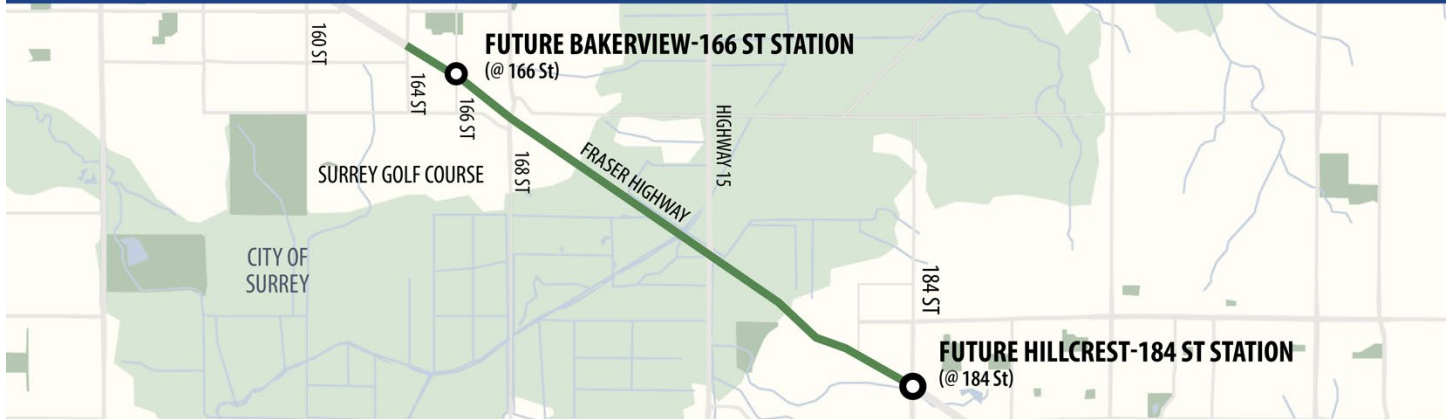 160 ST
FUTURE BAKERVIEW-166 ST STATION
(@ 166 St)
164 ST
166 ST
HIGHWAY 15
SURREY GOLF COURSE
168 ST
FRASER HIGHWAY
CITY OF
SURREY
184 ST
FUTURE HILLCREST-184 ST STATION
(@ 184 St)